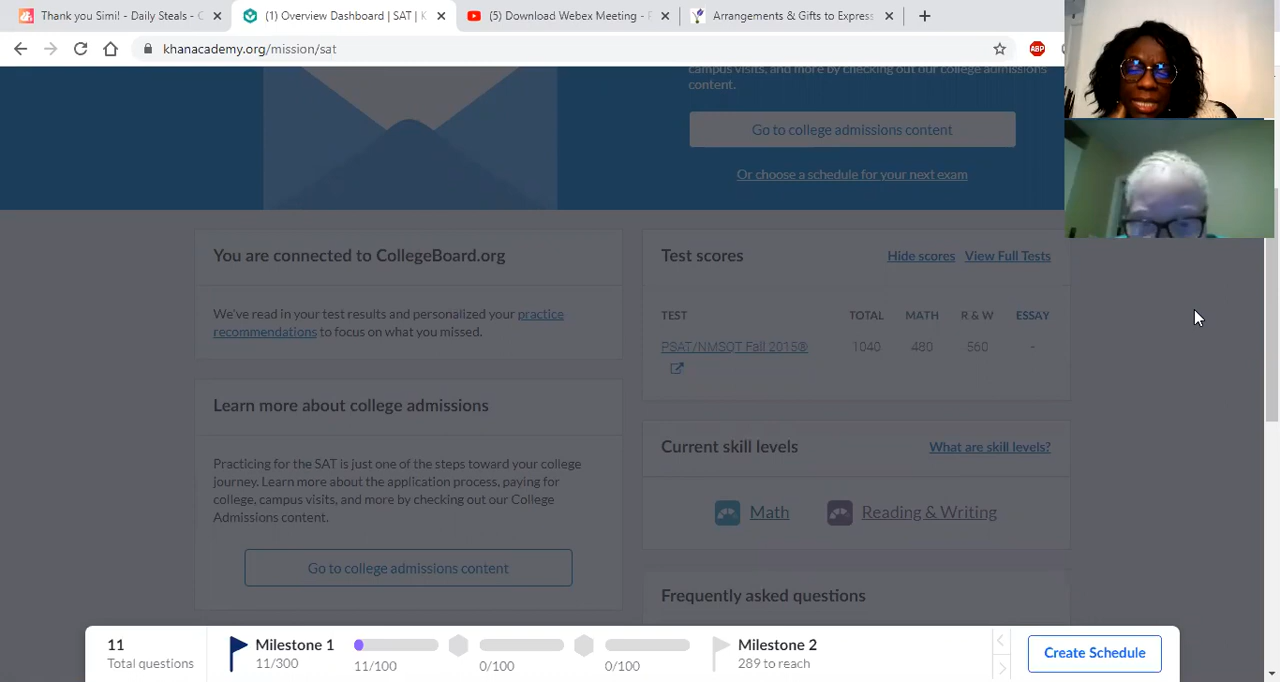 Thank you Simi! - Daily Steals - C
(1) Overview Dashboard | SAT | K
(5) Download Webex Meeting - F
Arrangements & Gifts to Express
khanacademy.org/mission/sat
ABP
campus visits, and more by checking out our college admissions
content.
Go to college admissions content
Or choose a schedule for your next exam
You are connected to CollegeBoard.org
We've read in your test results and personalized your practice
recommendations to focus on what you missed.
Learn more about college admissions
Practicing for the SAT is just one of the steps toward your college
journey. Learn more about the application process, paying for
college, campus visits, and more by checking out our College
Admissions content.
Go to college admissions content
Test scores
Hide scores View Full Tests
TEST TOTAL MATH R & W ESSAY
PSAT/NMSQT Fall 2015® 1040 480 560 -
Current skill levels
What are skill levels?
Math Reading & Writing
Frequently asked questions
11
Total questions
Milestone 1
11/300
11/100
0/100
0/100
Milestone 2
289 to reach
Create Schedule